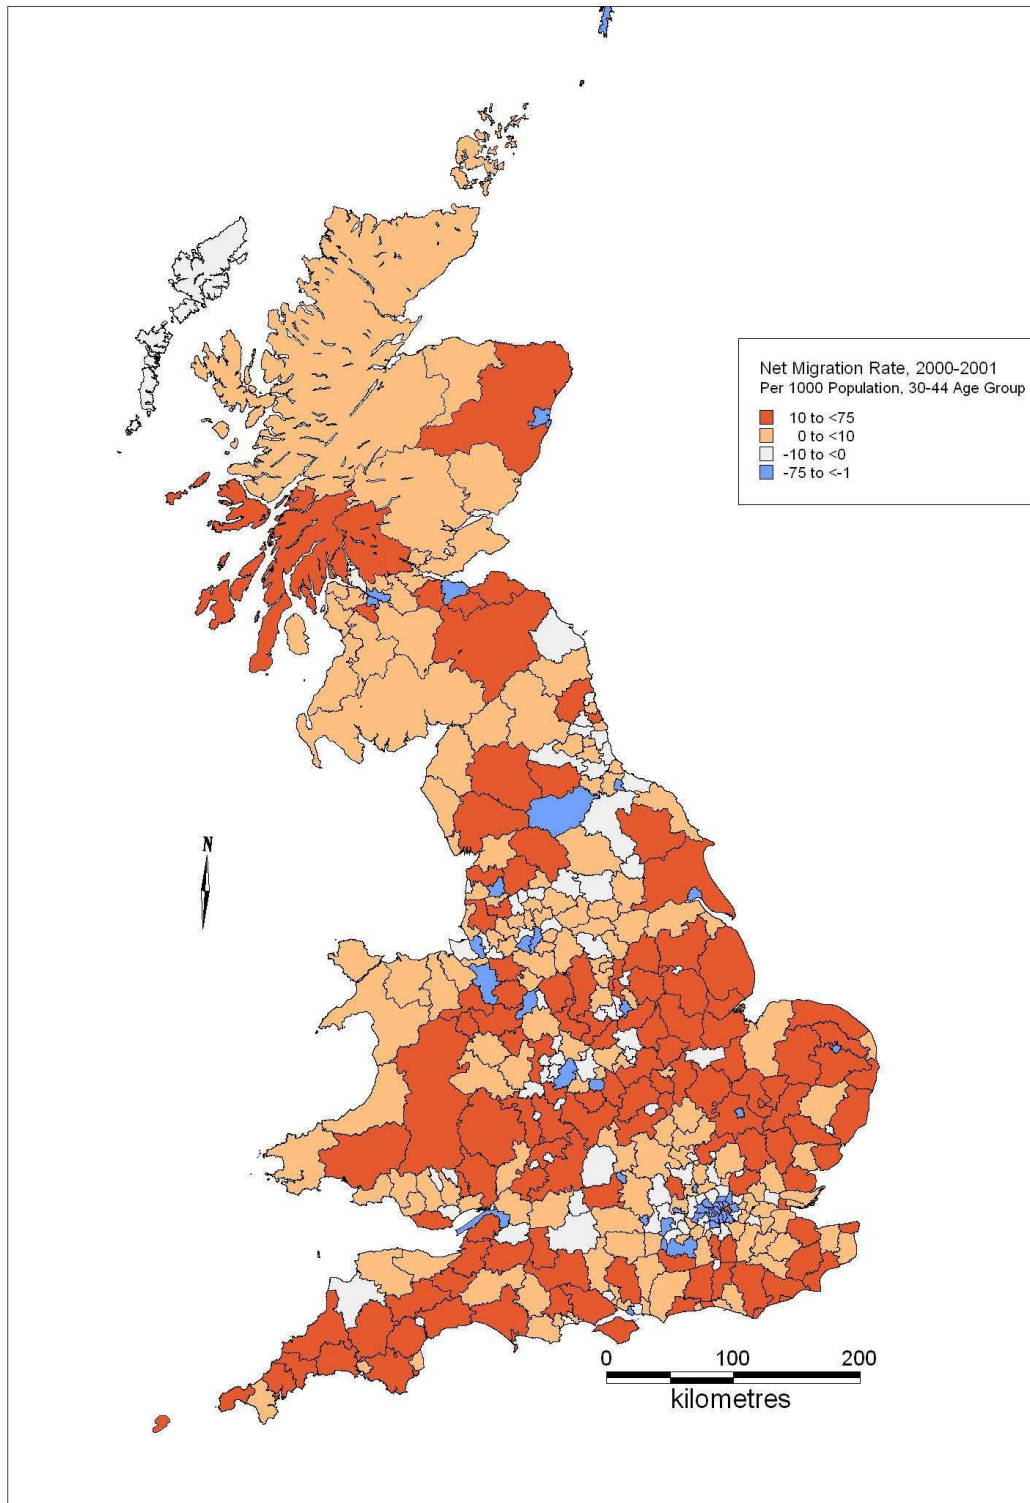 Net Migration Rate, 2000-2001
Per 1000 Population, 30-44 Age Group
10 to <75
0 to <10
-10 to <0
-75 to <-1
N
0 100 200
kilometres